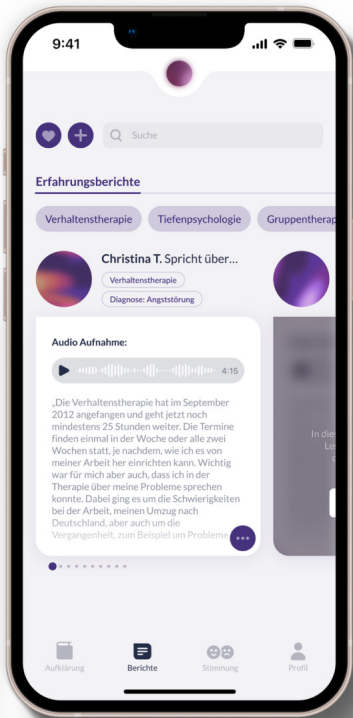 9:41
Suche
Erfahrungsberichte
Verhaltenstherapie
Tiefenpsychologie
Gruppentherap
Christina T. Spricht über...
Verhaltenstherapie
Diagnose: Angststörung
Audio Aufnahme:
4:15
„Die Verhaltenstherapie hat im September
2012 angefangen und geht jetzt noch
mindestens 25 Stunden weiter. Die Termine
finden einmal in der Woche oder alle zwei
Wochen statt, je nachdem, wie ich es von
meiner Arbeit her einrichten kann. Wichtig
war für mich aber auch, dass ich in der
Therapie über meine Probleme sprechen
konnte. Dabei ging es um die Schwierigkeiten
bei der Arbeit, meinen Umzug nach
Deutschland, aber auch um die
Vergangenheit, zum Beispiel um Probleme
In dies
Les
Aufklärung
Berichte
Stimmung
Profil